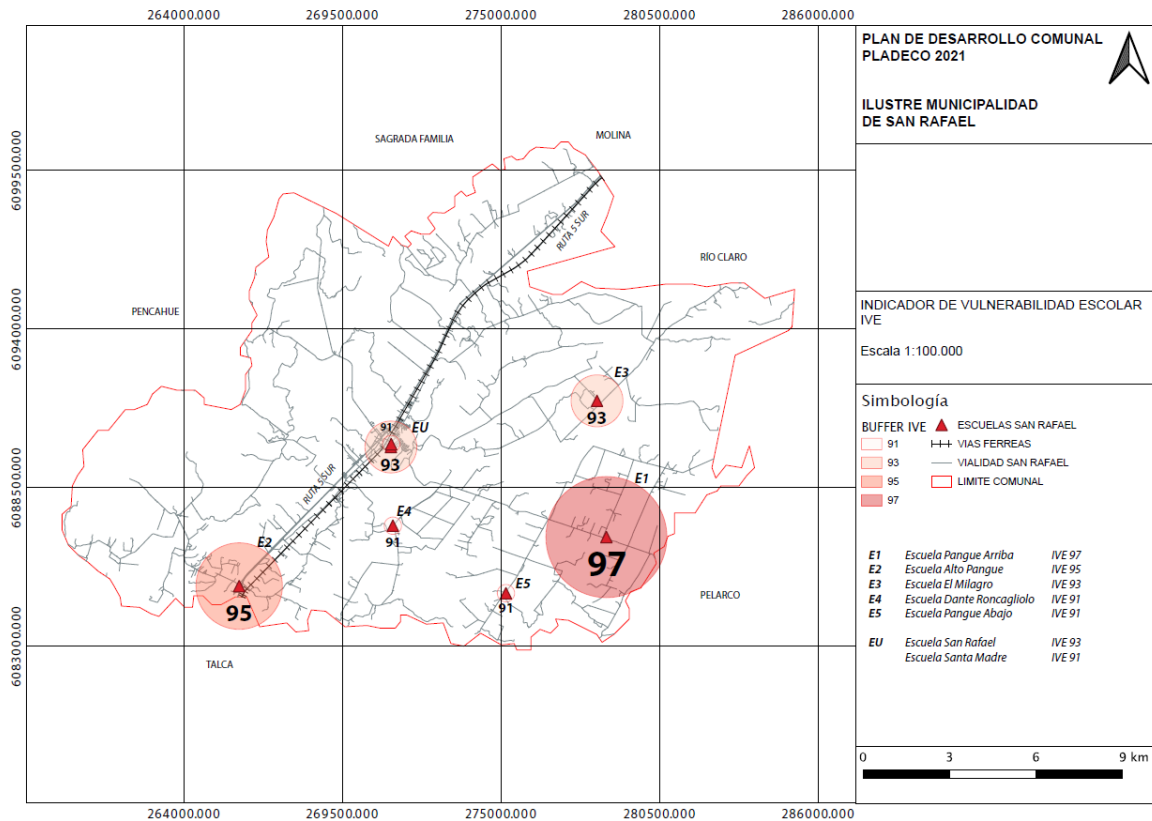 264000.000 269500.000 275000.000 280500.000 286000.000
6099500.000
6094000.000
6088500.000
6083000.000
SAGRADA FAMILIA
MOLINA
RUTA 5 SUR
RÍO CLARO
PENCAHUE
E3
93
91
EU
93
RUTA 5 SUR
E1
97
E4
91
E2
95
E5
91
PELARCO
TALCA
264000.000 269500.000 275000.000 280500.000 286000.000
PLAN DE DESARROLLO COMUNAL
PLADECO 2021
ILUSTRE MUNICIPALIDAD
DE SAN RAFAEL
INDICADOR DE VULNERABILIDAD ESCOLAR
IVE
Escala 1:100.000
Simbología
BUFFER IVE
91
93
95
97
ESCUELAS SAN RAFAEL
VIAS FERREAS
VIALIDAD SAN RAFAEL
LIMITE COMUNAL
E1 Escuela Pangue Arriba IVE 97
E2 Escuela Alto Pangue IVE 95
E3 Escuela El Milagro IVE 93
E4 Escuela Dante Roncagliolo IVE 91
E5 Escuela Pangue Abajo IVE 91
EU Escuela San Rafael IVE 93
Escuela Santa Madre IVE 91
0 3 6 9 km